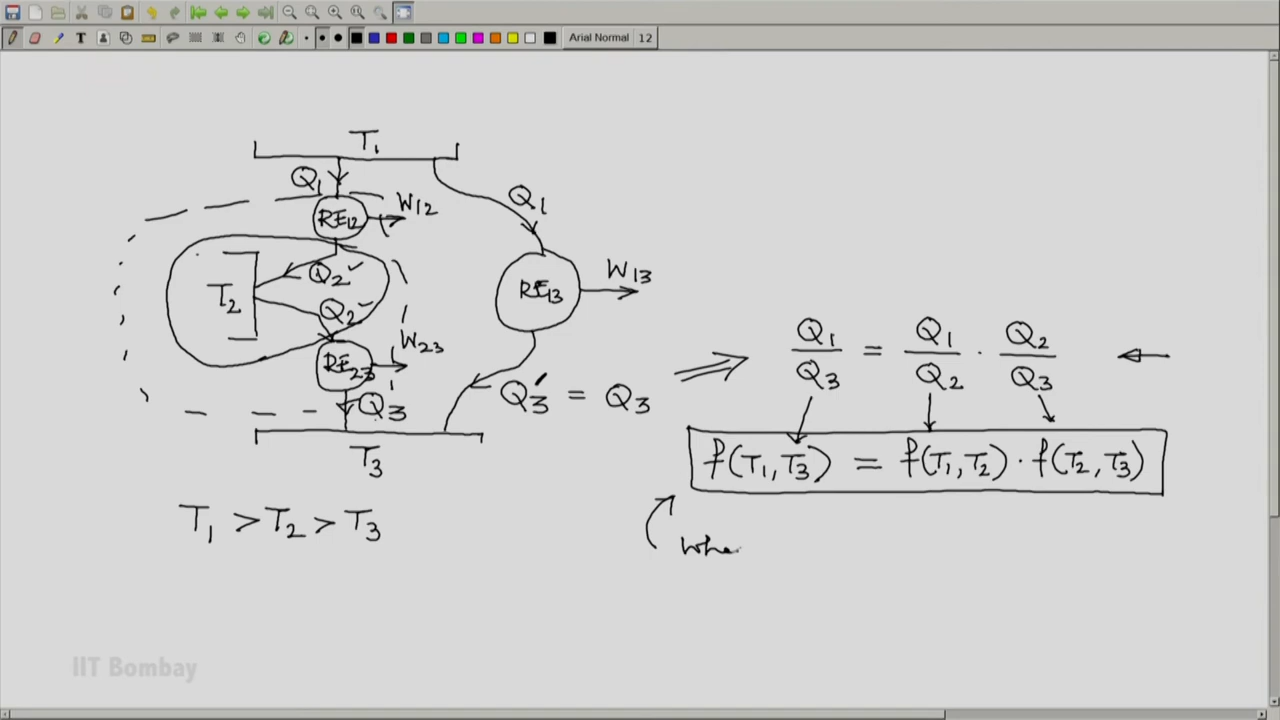 Arial Normal 12
T₁
Q₁
RE₁₂
W₁₂
Q₁
Q₂ ✓
T₂
Q₂ ✓
RE₁₃
W₁₃
RE₂₃
W₂₃
Q₃
Q₃′ = Q₃
T₃
T₁ > T₂ > T₃
⟹ Q₁/Q₃ = Q₁/Q₂ · Q₂/Q₃ ←
f(T₁, T₃) = f(T₁, T₂) · f(T₂, T₃)
whe
IIT Bombay